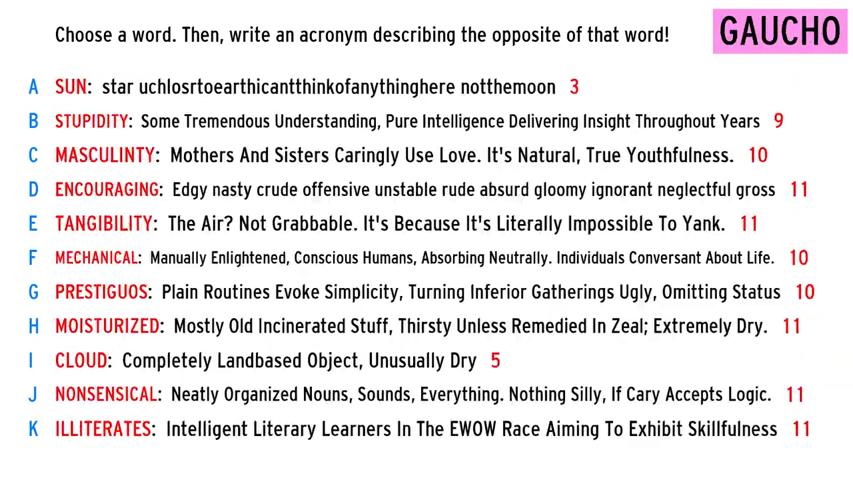 Choose a word. Then, write an acronym describing the opposite of that word!
GAUCHO
A SUN: star uchlosrtoearthicantthinkofanythinghere notthemoon 3
B STUPIDITY: Some Tremendous Understanding, Pure Intelligence Delivering Insight Throughout Years 9
C MASCULINTY: Mothers And Sisters Caringly Use Love. It's Natural, True Youthfulness. 10
D ENCOURAGING: Edgy nasty crude offensive unstable rude absurd gloomy ignorant neglectful gross 11
E TANGIBILITY: The Air? Not Grabbable. It's Because It's Literally Impossible To Yank. 11
F MECHANICAL: Manually Enlightened, Conscious Humans, Absorbing Neutrally. Individuals Conversant About Life. 10
G PRESTIGUOS: Plain Routines Evoke Simplicity, Turning Inferior Gatherings Ugly, Omitting Status 10
H MOISTURIZED: Mostly Old Incinerated Stuff, Thirsty Unless Remedied In Zeal; Extremely Dry. 11
I CLOUD: Completely Landbased Object, Unusually Dry 5
J NONSENSICAL: Neatly Organized Nouns, Sounds, Everything. Nothing Silly, If Cary Accepts Logic. 11
K ILLITERATES: Intelligent Literary Learners In The EWOW Race Aiming To Exhibit Skillfulness 11